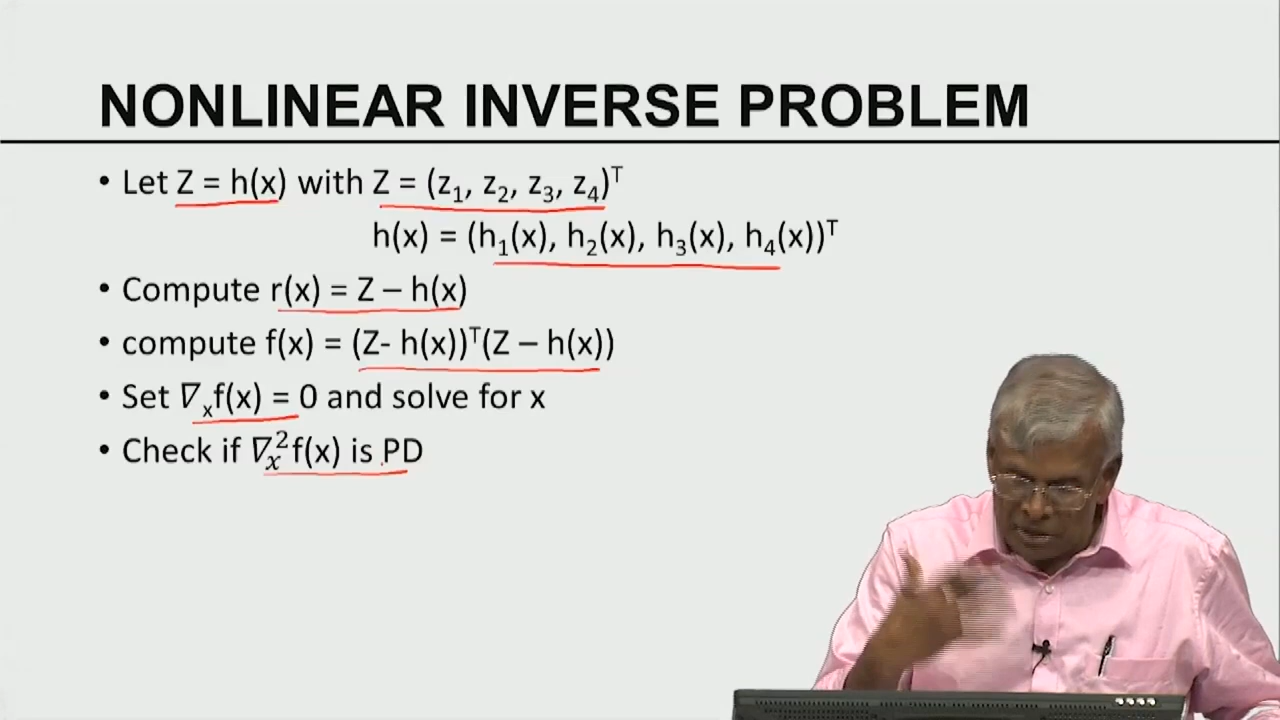 NONLINEAR INVERSE PROBLEM
• Let Z = h(x) with Z = (z₁, z₂, z₃, z₄)ᵀ
h(x) = (h₁(x), h₂(x), h₃(x), h₄(x))ᵀ
• Compute r(x) = Z – h(x)
• compute f(x) = (Z- h(x))ᵀ(Z – h(x))
• Set ∇ₓf(x) = 0 and solve for x
• Check if ∇ₓ²f(x) is PD